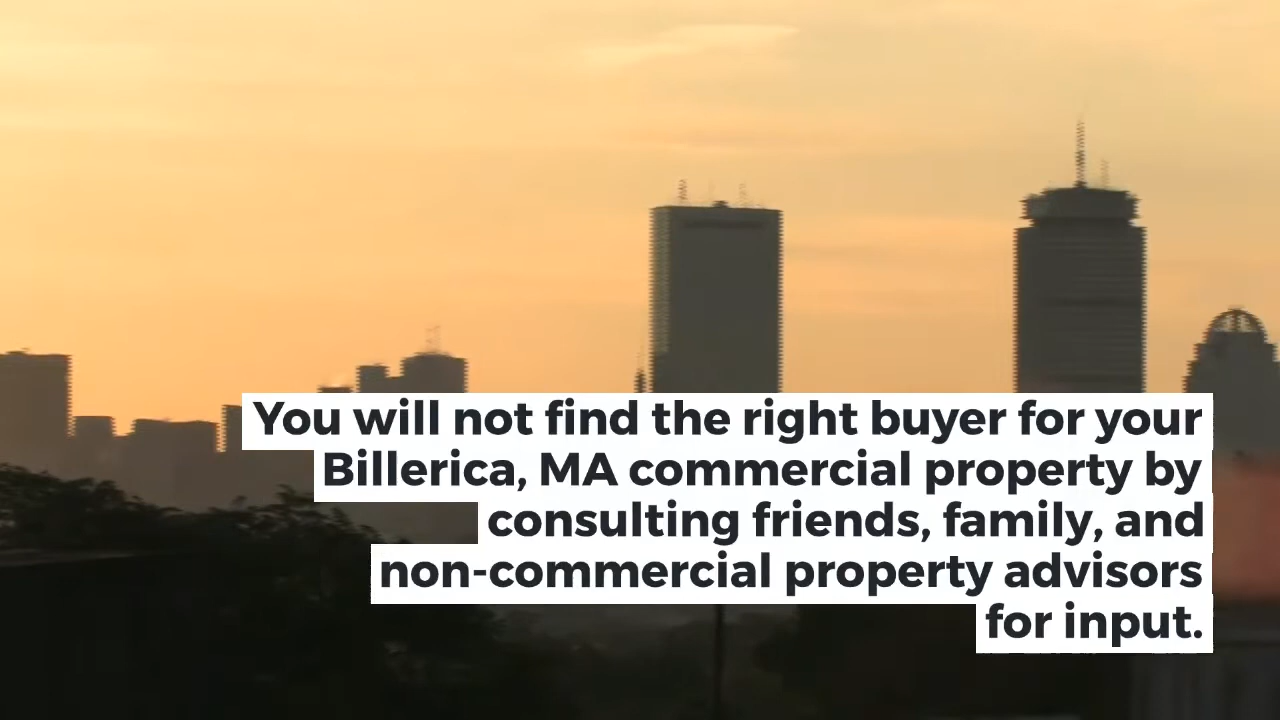 You will not find the right buyer for your
Billerica, MA commercial property by
consulting friends, family, and
non-commercial property advisors
for input.